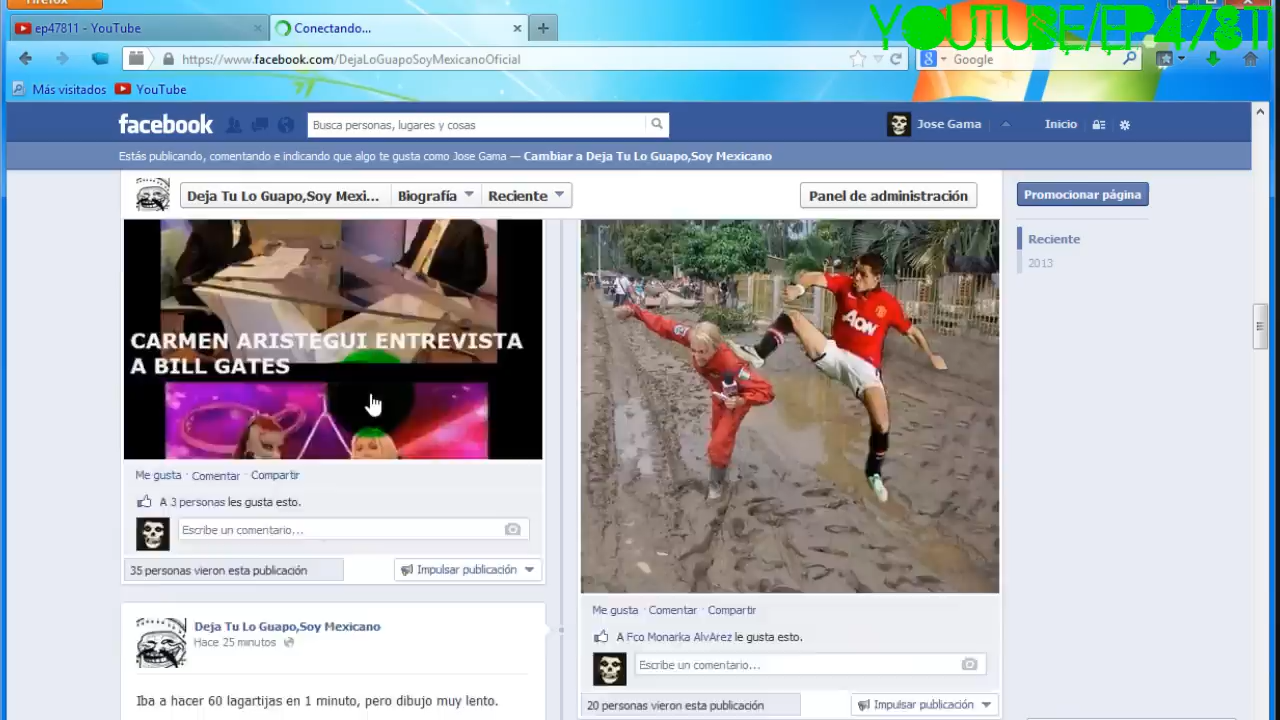 Firefox
YOUTUBE/EP47811
ep47811 - YouTube
Conectando...
https://www.facebook.com/DejaLoGuapoSoyMexicanoOficial
Google
Más visitados
YouTube
facebook
Busca personas, lugares y cosas
Jose Gama
Inicio
Estás publicando, comentando e indicando que algo te gusta como Jose Gama — Cambiar a Deja Tu Lo Guapo,Soy Mexicano
Deja Tu Lo Guapo,Soy Mexi...
Biografía
Reciente
Panel de administración
Promocionar página
Reciente
2013
CARMEN ARISTEGUI ENTREVISTA
A BILL GATES
Me gusta · Comentar · Compartir
A 3 personas les gusta esto.
Escribe un comentario...
35 personas vieron esta publicación
Impulsar publicación
Deja Tu Lo Guapo,Soy Mexicano
Hace 25 minutos
Iba a hacer 60 lagartijas en 1 minuto, pero dibujo muy lento.
AON
Me gusta · Comentar · Compartir
A Fco Monarka AlvArez le gusta esto.
Escribe un comentario...
20 personas vieron esta publicación
Impulsar publicación